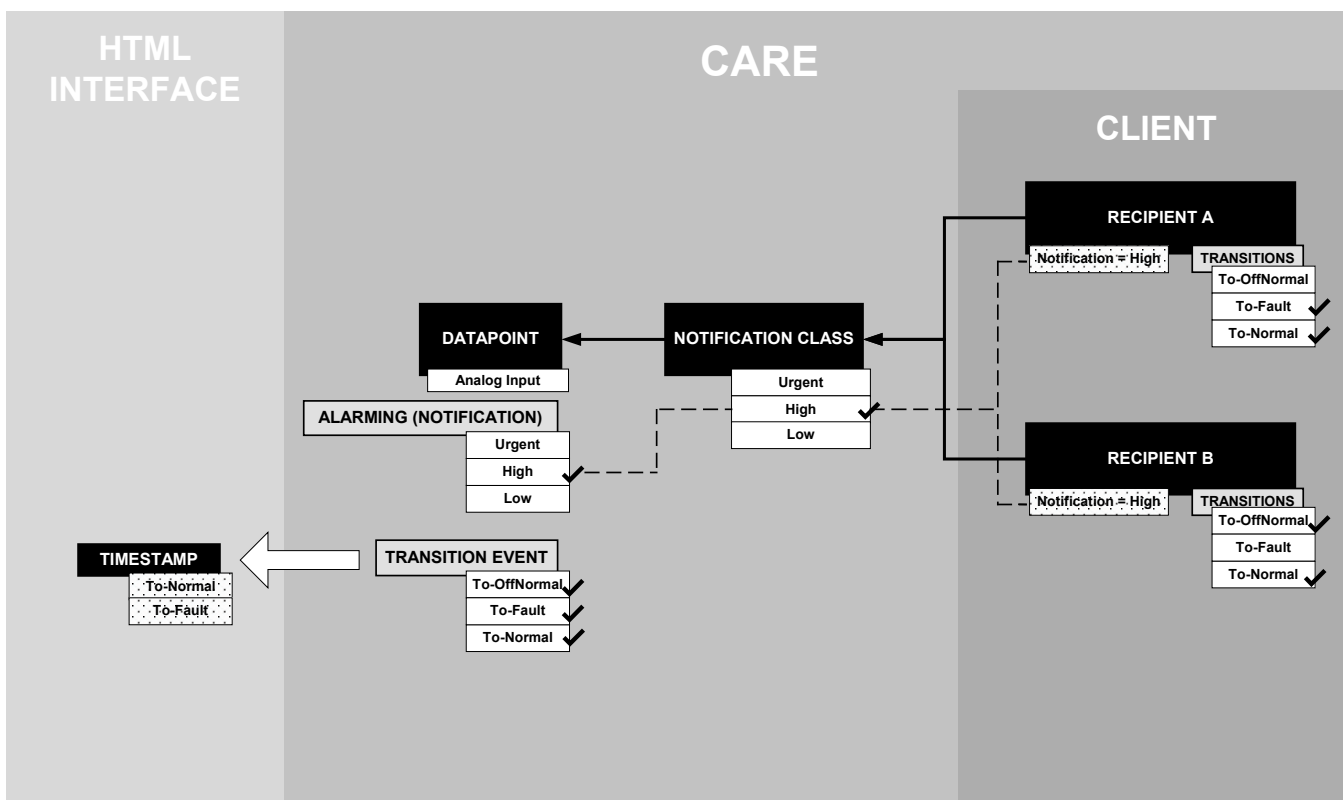 HTML
INTERFACE
CARE
CLIENT
RECIPIENT A
Notification = High
TRANSITIONS
To-OffNormal
To-Fault
To-Normal
DATAPOINT
Analog Input
NOTIFICATION CLASS
Urgent
High
Low
ALARMING (NOTIFICATION)
Urgent
High
Low
RECIPIENT B
Notification = High
TRANSITIONS
To-OffNormal
To-Fault
To-Normal
TIMESTAMP
To-Normal
To-Fault
TRANSITION EVENT
To-OffNormal
To-Fault
To-Normal